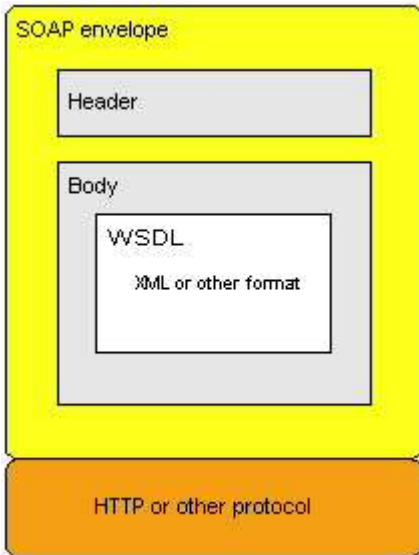 SOAP envelope
Header
Body
WSDL
XML or other format
HTTP or other protocol